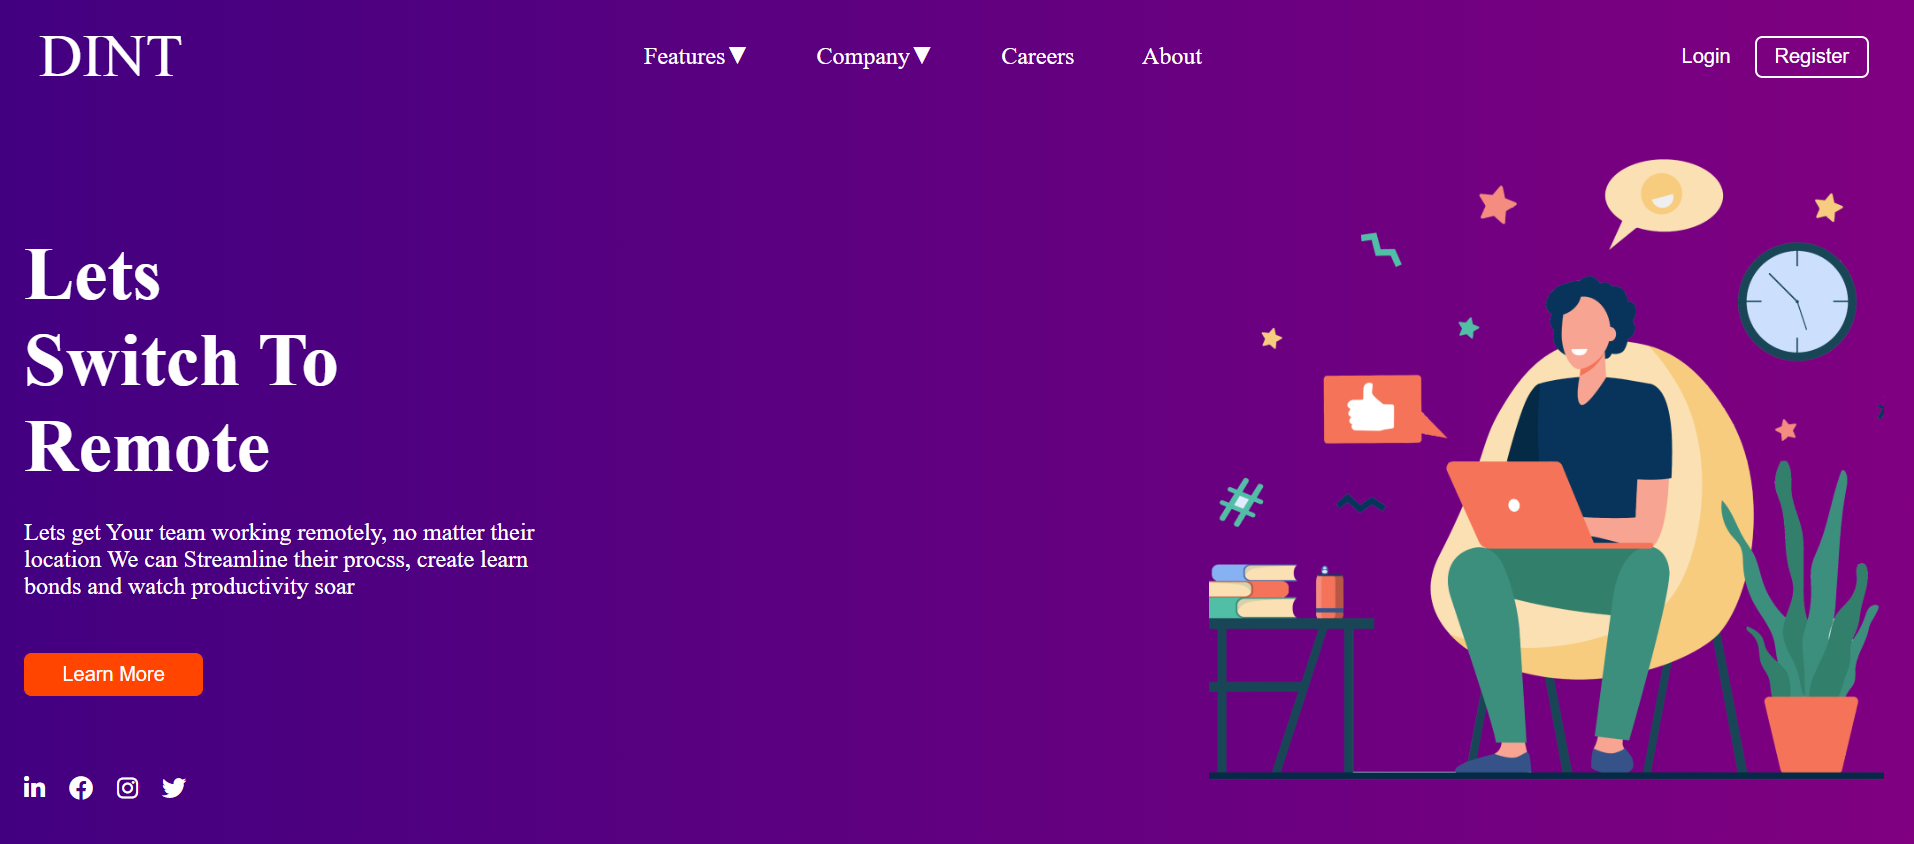 DINT
Features▼ Company▼ Careers About
Login Register
Lets
Switch To
Remote
Lets get Your team working remotely, no matter their
location We can Streamline their procss, create learn
bonds and watch productivity soar
Learn More